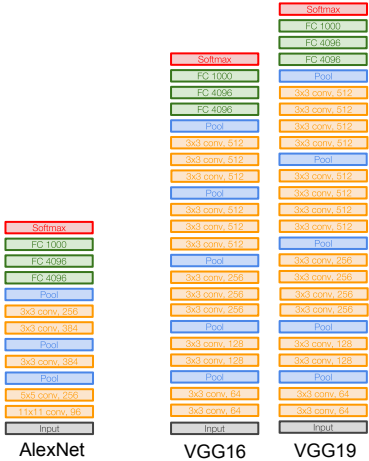 Softmax
FC 1000
FC 4096
FC 4096
Pool
3x3 conv, 256
3x3 conv, 384
Pool
3x3 conv, 384
Pool
5x5 conv, 256
11x11 conv, 96
Input
AlexNet
Softmax
FC 1000
FC 4096
FC 4096
Pool
3x3 conv, 512
3x3 conv, 512
3x3 conv, 512
Pool
3x3 conv, 512
3x3 conv, 512
3x3 conv, 512
Pool
3x3 conv, 256
3x3 conv, 256
3x3 conv, 256
Pool
3x3 conv, 128
3x3 conv, 128
Pool
3x3 conv, 64
3x3 conv, 64
Input
VGG16
Softmax
FC 1000
FC 4096
FC 4096
Pool
3x3 conv, 512
3x3 conv, 512
3x3 conv, 512
3x3 conv, 512
Pool
3x3 conv, 512
3x3 conv, 512
3x3 conv, 512
3x3 conv, 512
Pool
3x3 conv, 256
3x3 conv, 256
3x3 conv, 256
3x3 conv, 256
Pool
3x3 conv, 128
3x3 conv, 128
Pool
3x3 conv, 64
3x3 conv, 64
Input
VGG19